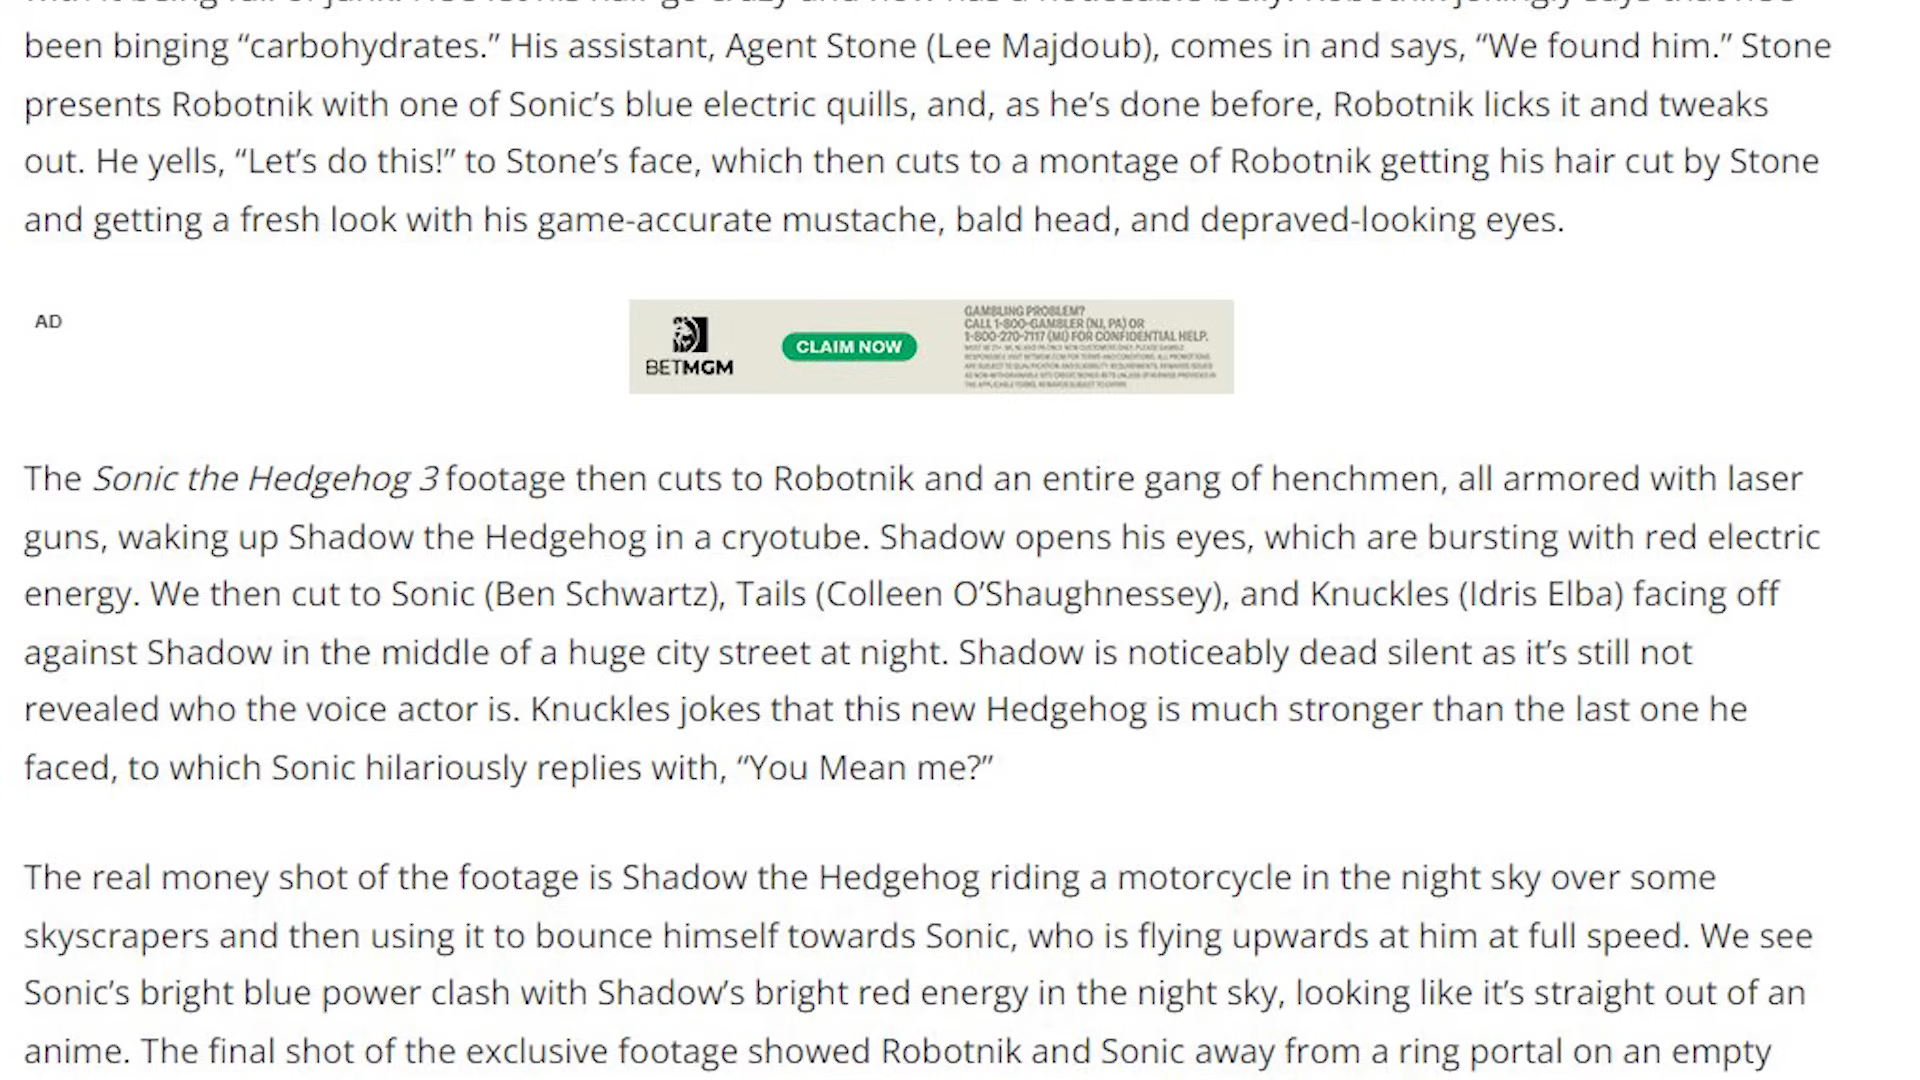 been binging “carbohydrates.” His assistant, Agent Stone (Lee Majdoub), comes in and says, “We found him.” Stone
presents Robotnik with one of Sonic’s blue electric quills, and, as he’s done before, Robotnik licks it and tweaks
out. He yells, “Let’s do this!” to Stone’s face, which then cuts to a montage of Robotnik getting his hair cut by Stone
and getting a fresh look with his game-accurate mustache, bald head, and depraved-looking eyes.
AD
BETMGM
CLAIM NOW
GAMBLING PROBLEM?
CALL 1-800-GAMBLER (NJ, PA) OR
1-800-270-7117 (MI) FOR CONFIDENTIAL HELP.
The Sonic the Hedgehog 3 footage then cuts to Robotnik and an entire gang of henchmen, all armored with laser
guns, waking up Shadow the Hedgehog in a cryotube. Shadow opens his eyes, which are bursting with red electric
energy. We then cut to Sonic (Ben Schwartz), Tails (Colleen O’Shaughnessey), and Knuckles (Idris Elba) facing off
against Shadow in the middle of a huge city street at night. Shadow is noticeably dead silent as it’s still not
revealed who the voice actor is. Knuckles jokes that this new Hedgehog is much stronger than the last one he
faced, to which Sonic hilariously replies with, “You Mean me?”
The real money shot of the footage is Shadow the Hedgehog riding a motorcycle in the night sky over some
skyscrapers and then using it to bounce himself towards Sonic, who is flying upwards at him at full speed. We see
Sonic’s bright blue power clash with Shadow’s bright red energy in the night sky, looking like it’s straight out of an
anime. The final shot of the exclusive footage showed Robotnik and Sonic away from a ring portal on an empty